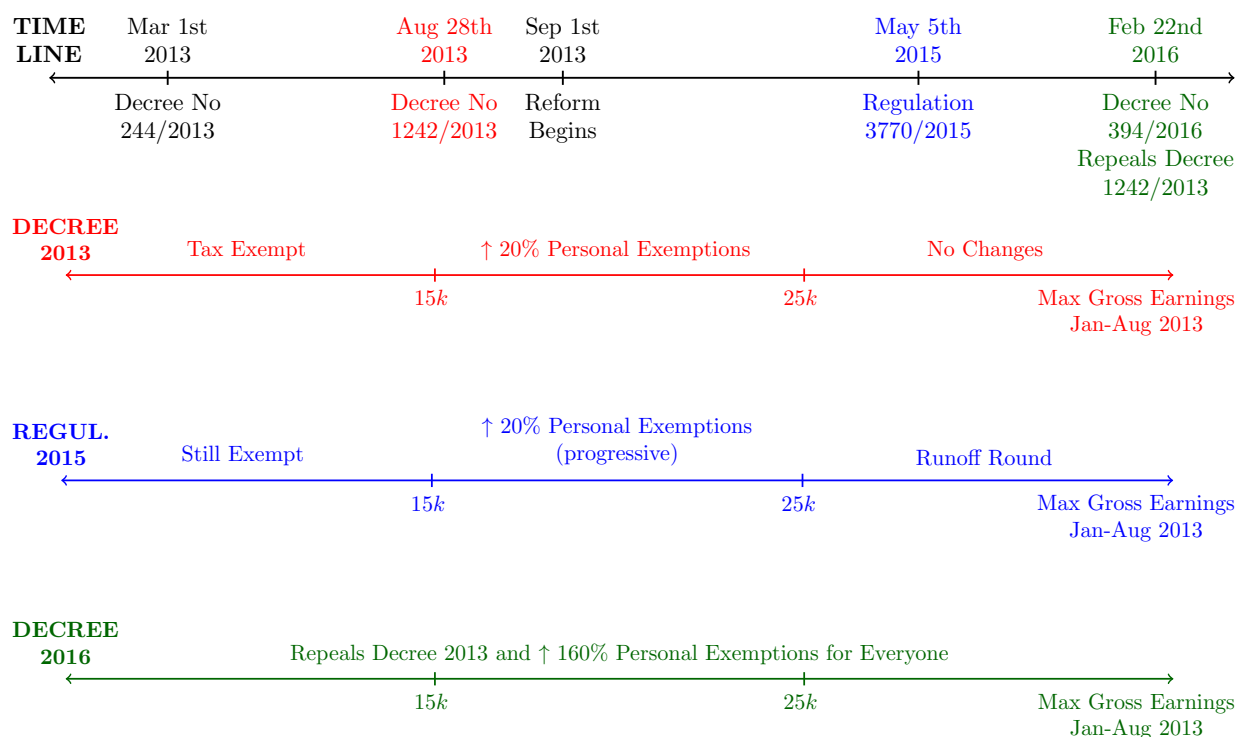 TIME LINE
Mar 1st 2013
Aug 28th 2013
Sep 1st 2013
May 5th 2015
Feb 22nd 2016
Decree No 244/2013
Decree No 1242/2013
Reform Begins
Regulation 3770/2015
Decree No 394/2016 Repeals Decree 1242/2013
DECREE 2013
Tax Exempt
↑ 20% Personal Exemptions
No Changes
15k
25k
Max Gross Earnings Jan-Aug 2013
REGUL. 2015
Still Exempt
↑ 20% Personal Exemptions (progressive)
Runoff Round
15k
25k
Max Gross Earnings Jan-Aug 2013
DECREE 2016
Repeals Decree 2013 and ↑ 160% Personal Exemptions for Everyone
15k
25k
Max Gross Earnings Jan-Aug 2013